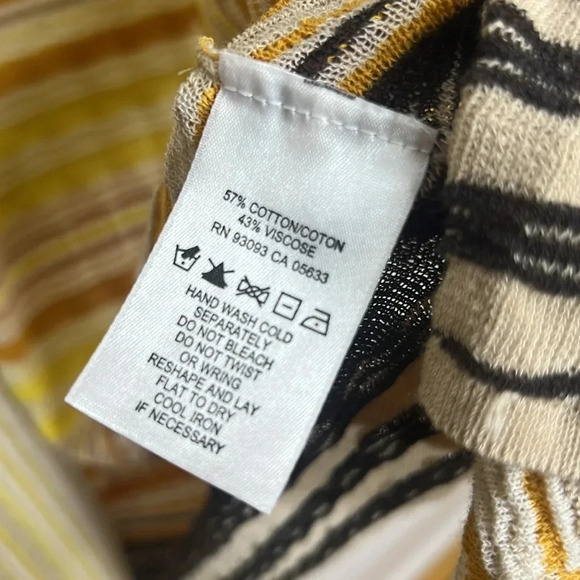 57% COTTON/COTON
43% VISCOSE
RN 93093 CA 05633
HAND WASH COLD
SEPARATELY
DO NOT BLEACH
DO NOT TWIST
OR WRING
RESHAPE AND LAY
FLAT TO DRY
COOL IRON
IF NECESSARY